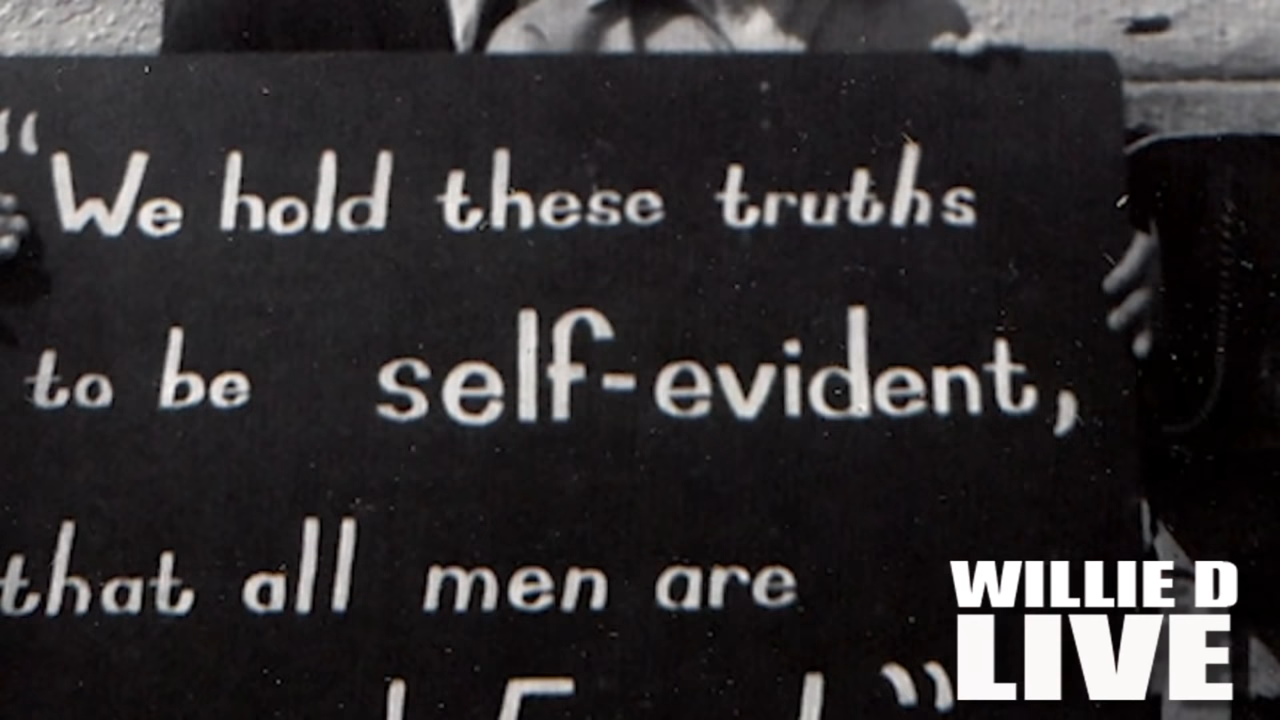 "We hold these truths
to be self-evident,
that all men are
WILLIE D
LIVE